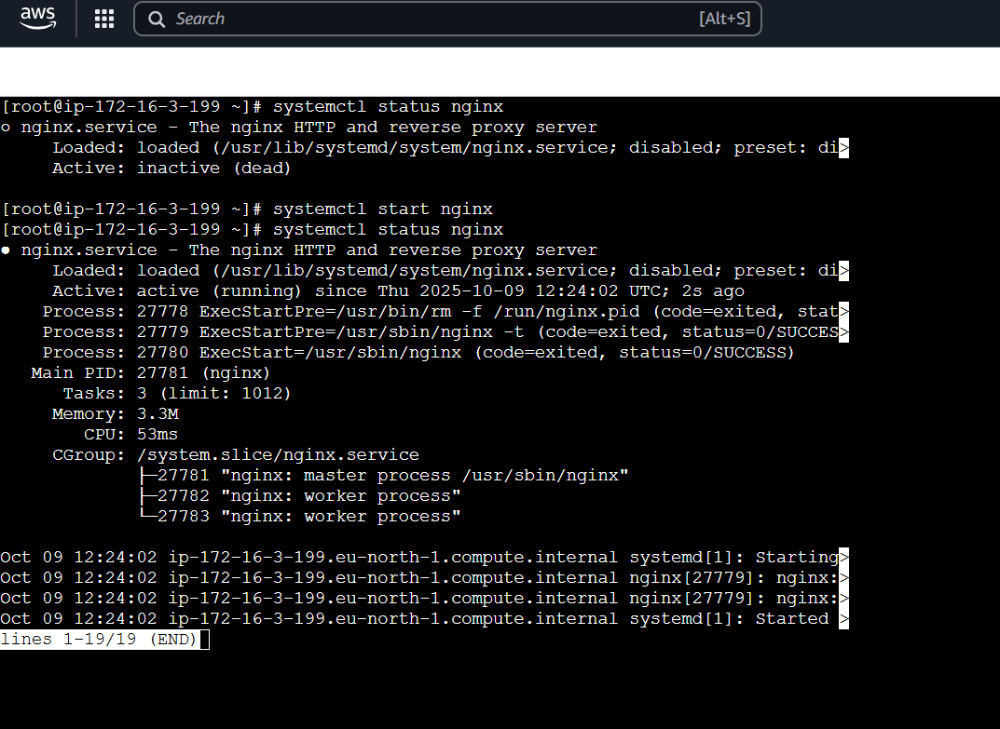 aws
Search [Alt+S]
[root@ip-172-16-3-199 ~]# systemctl status nginx
○ nginx.service - The nginx HTTP and reverse proxy server
     Loaded: loaded (/usr/lib/systemd/system/nginx.service; disabled; preset: di>
     Active: inactive (dead)
[root@ip-172-16-3-199 ~]# systemctl start nginx
[root@ip-172-16-3-199 ~]# systemctl status nginx
● nginx.service - The nginx HTTP and reverse proxy server
     Loaded: loaded (/usr/lib/systemd/system/nginx.service; disabled; preset: di>
     Active: active (running) since Thu 2025-10-09 12:24:02 UTC; 2s ago
    Process: 27778 ExecStartPre=/usr/bin/rm -f /run/nginx.pid (code=exited, stat>
    Process: 27779 ExecStartPre=/usr/sbin/nginx -t (code=exited, status=0/SUCCES>
    Process: 27780 ExecStart=/usr/sbin/nginx (code=exited, status=0/SUCCESS)
   Main PID: 27781 (nginx)
      Tasks: 3 (limit: 1012)
     Memory: 3.3M
        CPU: 53ms
     CGroup: /system.slice/nginx.service
             ├─27781 "nginx: master process /usr/sbin/nginx"
             ├─27782 "nginx: worker process"
             └─27783 "nginx: worker process"
Oct 09 12:24:02 ip-172-16-3-199.eu-north-1.compute.internal systemd[1]: Starting>
Oct 09 12:24:02 ip-172-16-3-199.eu-north-1.compute.internal nginx[27779]: nginx:>
Oct 09 12:24:02 ip-172-16-3-199.eu-north-1.compute.internal nginx[27779]: nginx:>
Oct 09 12:24:02 ip-172-16-3-199.eu-north-1.compute.internal systemd[1]: Started >
lines 1-19/19 (END)